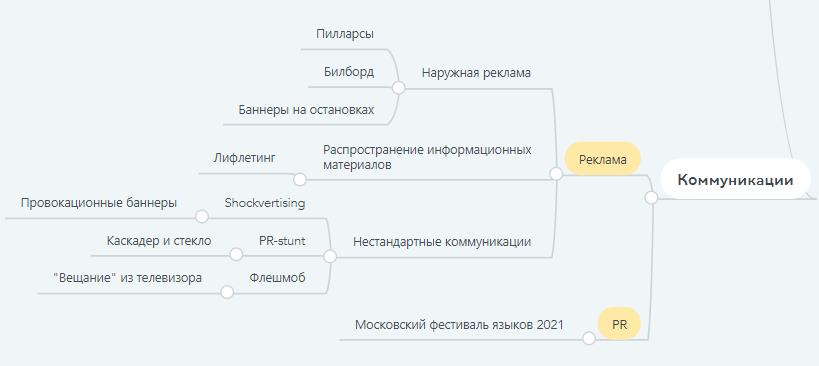 Пилларсы
Билборд
Наружная реклама
Баннеры на остановках
Лифлетинг
Распространение информационных
материалов
Реклама
Коммуникации
Провокационные баннеры
Shockvertising
Каскадер и стекло
PR-stunt
Нестандартные коммуникации
"Вещание" из телевизора
Флешмоб
Московский фестиваль языков 2021
PR